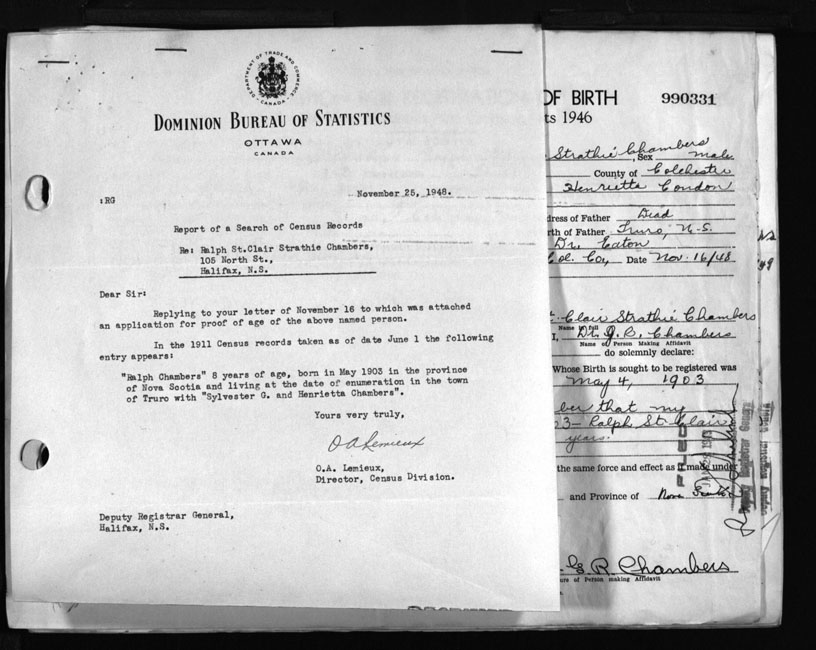 DEPARTMENT OF TRADE AND COMMERCE
CANADA
DOMINION BUREAU OF STATISTICS
OTTAWA
CANADA
:RG
November 25, 1948.
Report of a Search of Census Records
Re: Ralph St.Clair Strathie Chambers,
105 North St.,
Halifax, N.S.
Dear Sir:
Replying to your letter of November 16 to which was attached
an application for proof of age of the above named person.
In the 1911 Census records taken as of date June 1 the following
entry appears:
"Ralph Chambers" 8 years of age, born in May 1903 in the province
of Nova Scotia and living at the date of enumeration in the town
of Truro with "Sylvester G. and Henrietta Chambers".
Yours very truly,
O A Lemieux
O.A. Lemieux,
Director, Census Division.
Deputy Registrar General,
Halifax, N.S.
OF BIRTH 990331
ts 1946
Strathie Chambers, Sex male
County of Colchester
Henrietta Condon
dress of Father Dead
rth of Father Truro, N.S.
Dr. Eaton
Col. Co, Date Nov. 16/48
Clair Strathie Chambers
Name in full
I, G. R. Chambers
Name of Person Making Affidavit
do solemnly declare:
Whose Birth is sought to be registered was
May 4, 1903
ber that my
03 - Ralph St. Clair
years.
the same force and effect as if made under
FILED
and Province of Nova Scotia
G R Chambers
ure of Person making Affidavit